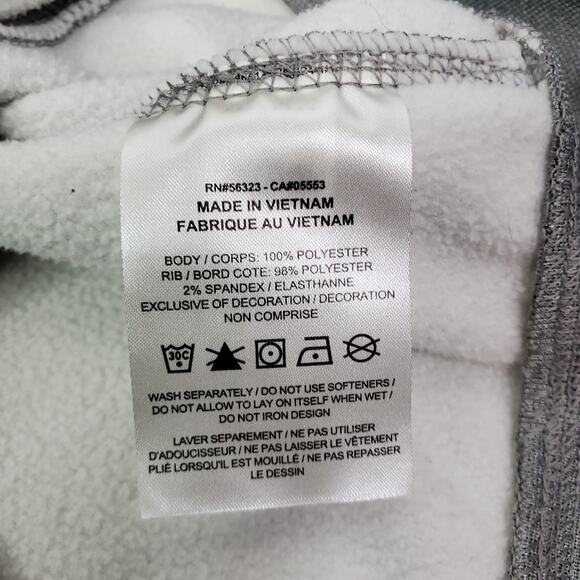 RN#56323 - CA#05553
MADE IN VIETNAM
FABRIQUE AU VIETNAM
BODY / CORPS: 100% POLYESTER
RIB / BORD COTE: 98% POLYESTER
2% SPANDEX / ELASTHANNE
EXCLUSIVE OF DECORATION / DECORATION
NON COMPRISE
30C
WASH SEPARATELY / DO NOT USE SOFTENERS /
DO NOT ALLOW TO LAY ON ITSELF WHEN WET /
DO NOT IRON DESIGN
LAVER SEPAREMENT / NE PAS UTILISER
D'ADOUCISSEUR / NE PAS LAISSER LE VÊTEMENT
PLIÉ LORSQU'IL EST MOUILLÉ / NE PAS REPASSER
LE DESSIN